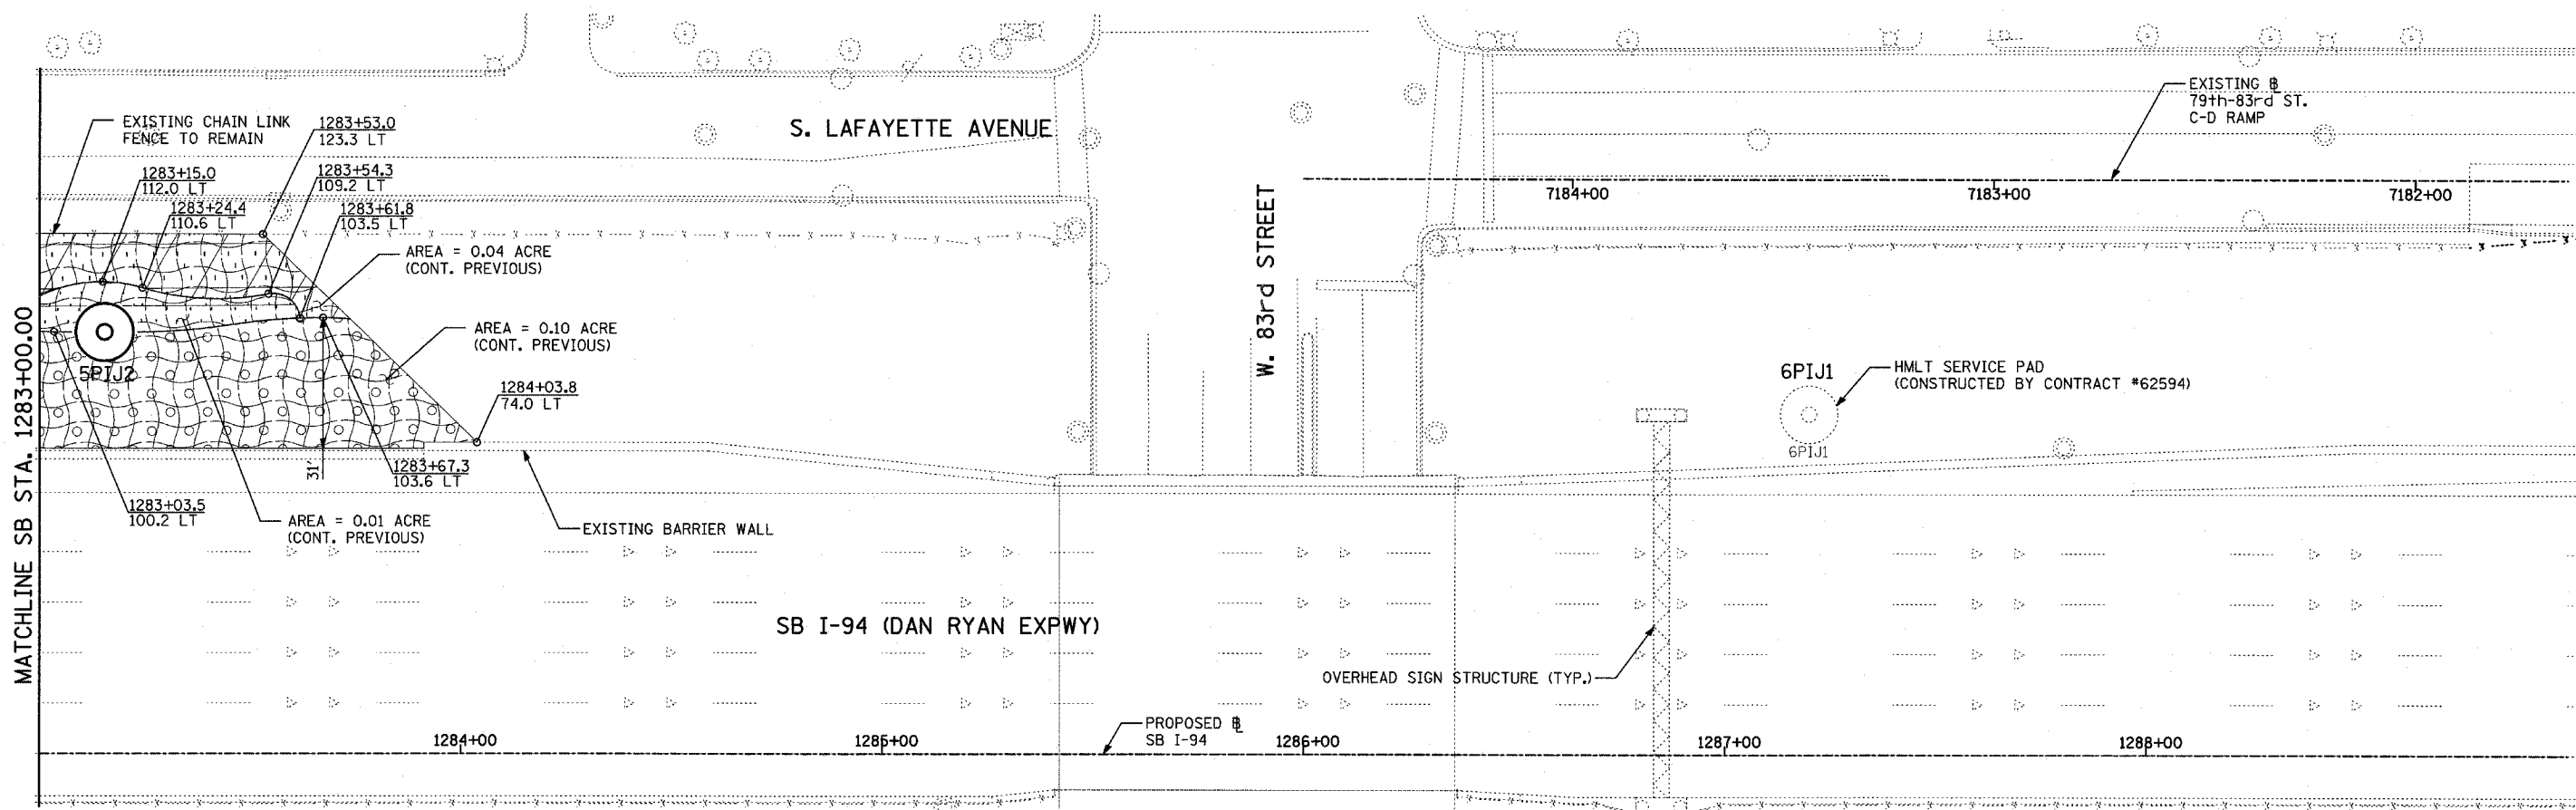 EXISTING CHAIN LINK
FENCE TO REMAIN
1283+53.0
123.3 LT
1283+15.0
112.0 LT
1283+54.3
109.2 LT
1283+24.4
110.6 LT
1283+61.8
103.5 LT
AREA = 0.04 ACRE
(CONT. PREVIOUS)
AREA = 0.10 ACRE
(CONT. PREVIOUS)
5PIJ2
1284+03.8
74.0 LT
31'
1283+67.3
103.6 LT
1283+03.5
100.2 LT
AREA = 0.01 ACRE
(CONT. PREVIOUS)
EXISTING BARRIER WALL
MATCHLINE SB STA. 1283+00.00
S. LAFAYETTE AVENUE
W. 83rd STREET
EXISTING BL
79th-83rd ST.
C-D RAMP
7184+00
7183+00
7182+00
6PIJ1
HMLT SERVICE PAD
(CONSTRUCTED BY CONTRACT #62594)
6PIJ1
SB I-94 (DAN RYAN EXPWY)
OVERHEAD SIGN STRUCTURE (TYP.)
PROPOSED BL
SB I-94
1284+00
1285+00
1286+00
1287+00
1288+00